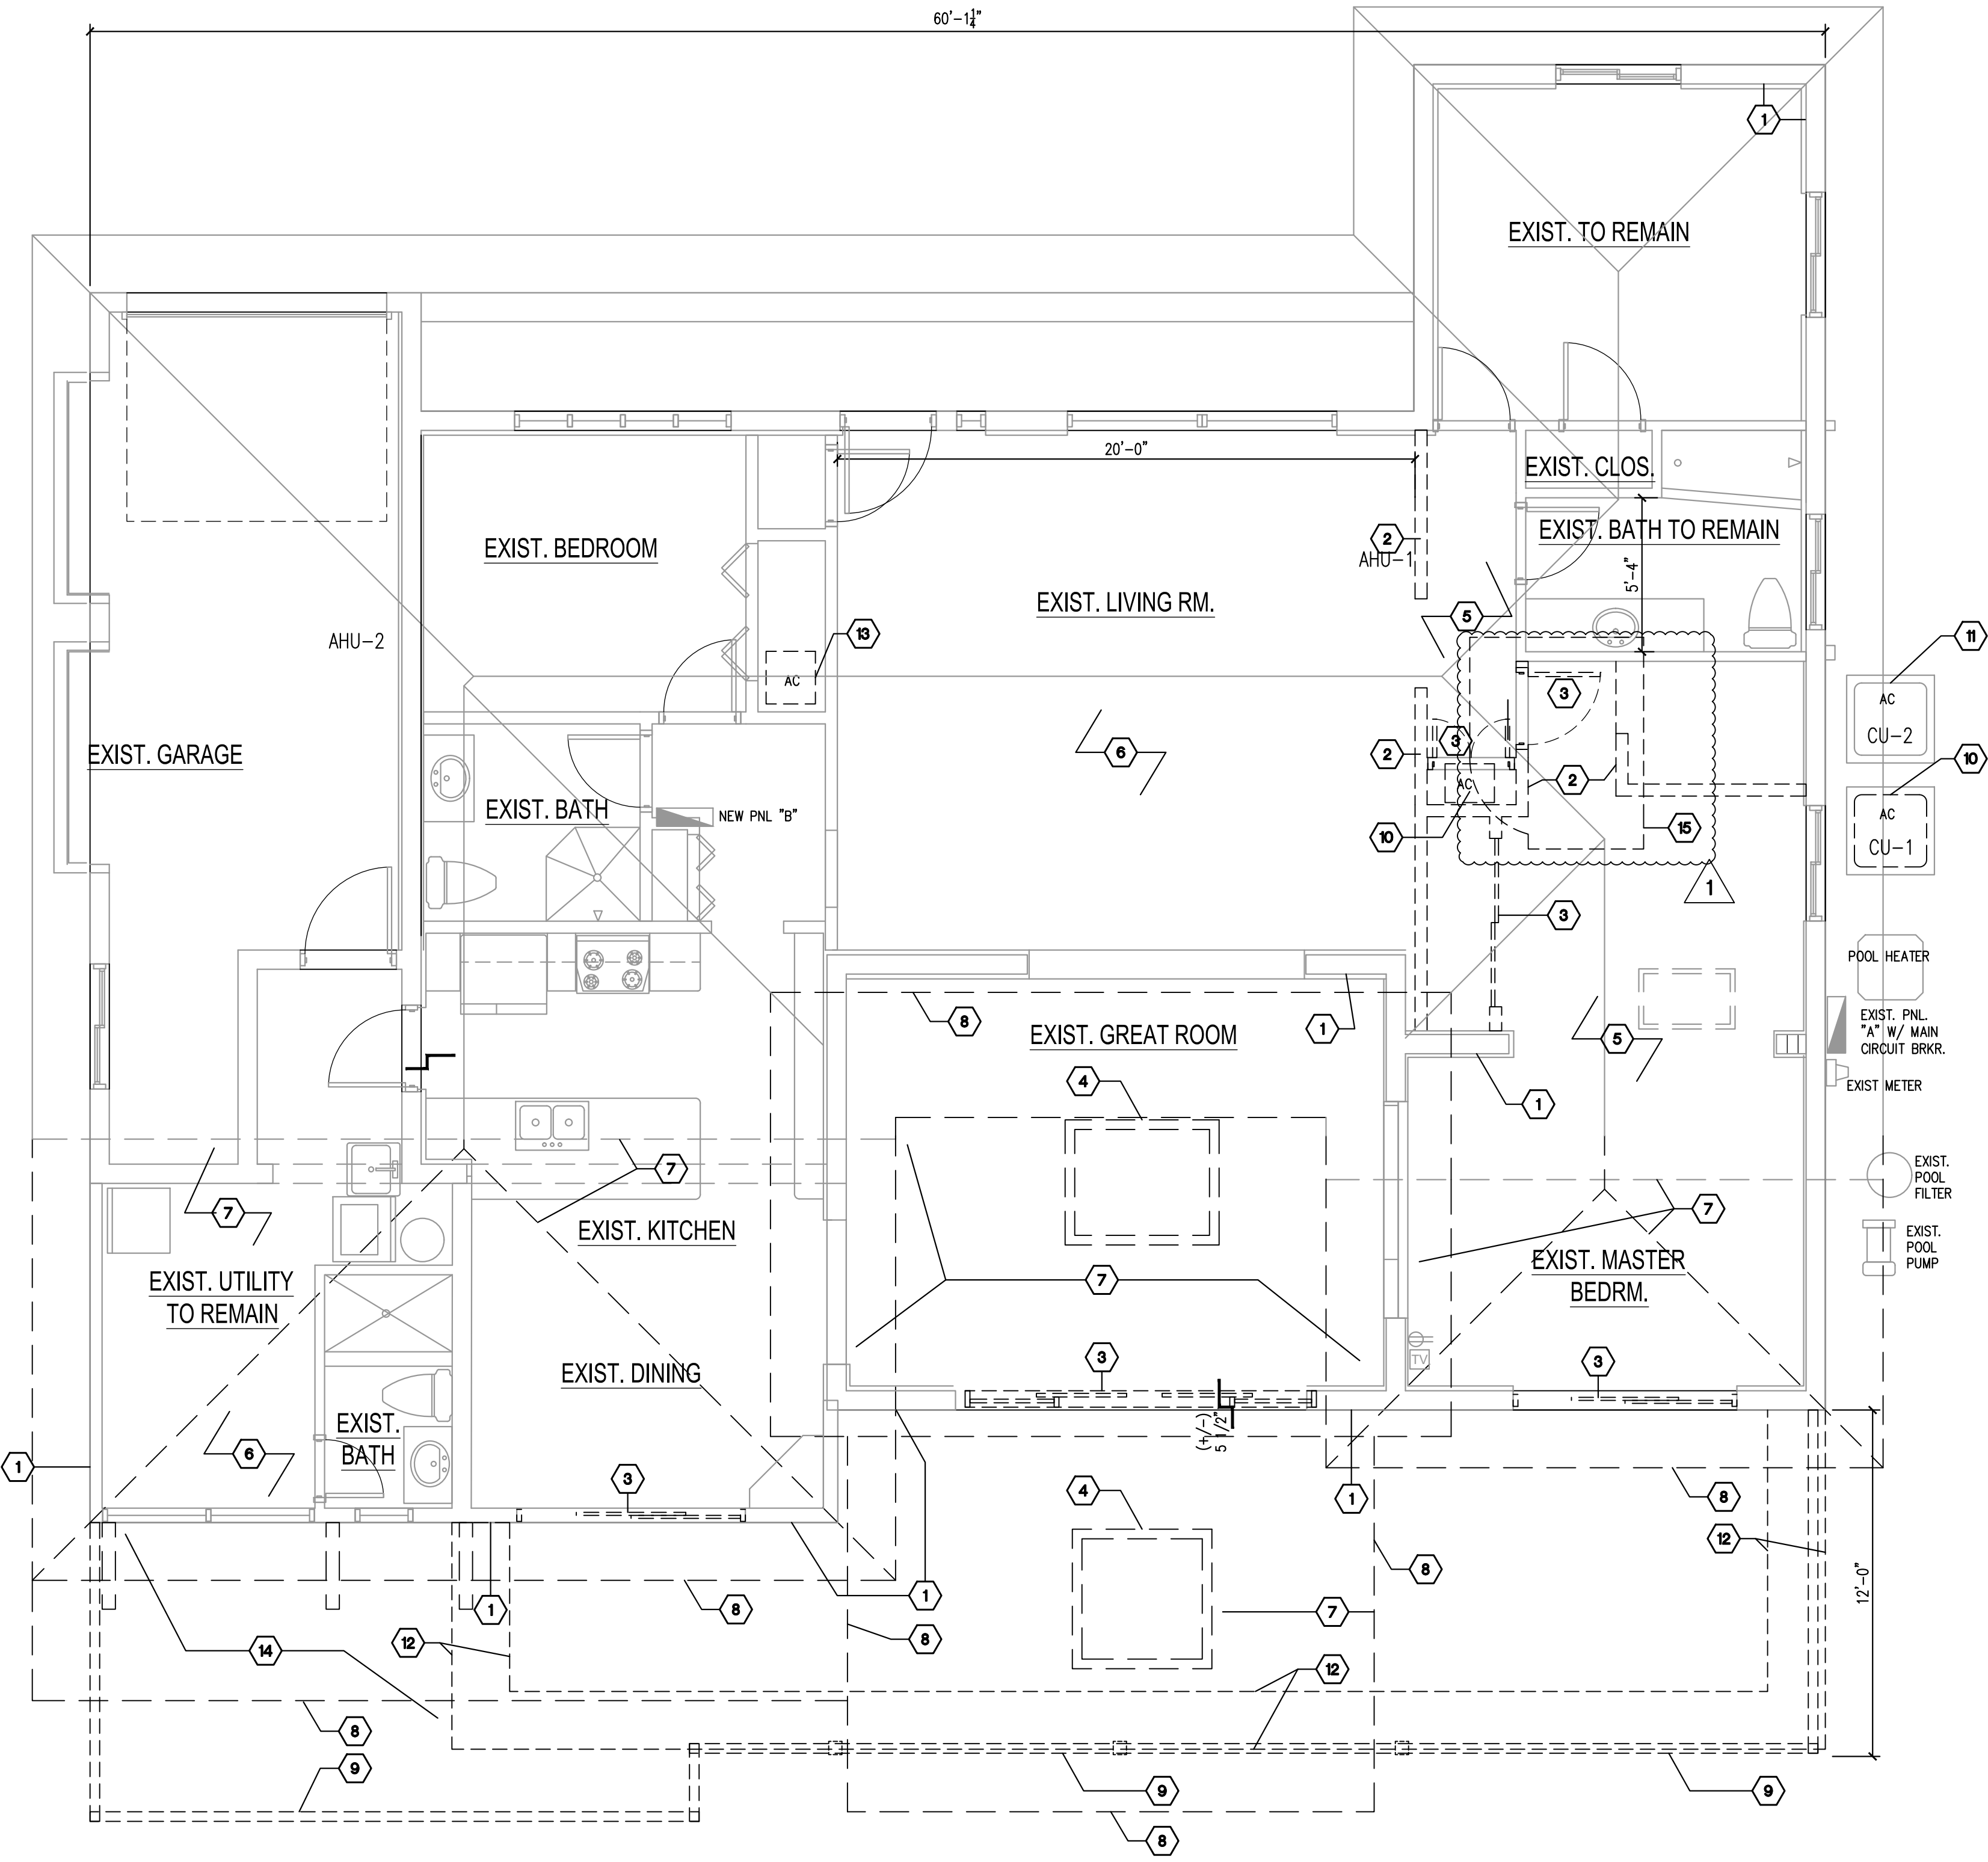 60'-1¼"
1
EXIST. TO REMAIN
20'-0"
EXIST. CLOS.
EXIST. BATH TO REMAIN
2
AHU-1
5'-4"
EXIST. BEDROOM
EXIST. LIVING RM.
5
13
11
AHU-2
AC
3
AC
CU-2
EXIST. GARAGE
6
2
3
2
10
AC
EXIST. BATH
NEW PNL "B"
10
15
AC
CU-1
1
3
POOL HEATER
8
1
EXIST. GREAT ROOM
5
EXIST. PNL.
"A" W/ MAIN
CIRCUIT BRKR.
4
EXIST METER
1
7
7
EXIST.
POOL
FILTER
7
7
EXIST. KITCHEN
EXIST.
POOL
PUMP
EXIST. MASTER
BEDRM.
EXIST. UTILITY
TO REMAIN
7
3
TV
3
EXIST. DINING
EXIST.
BATH
6
(+/-)
5 1/2"
1
3
4
1
8
12
8
12'-0"
1
8
1
7
12
8
14
12
8
9
9
9
8